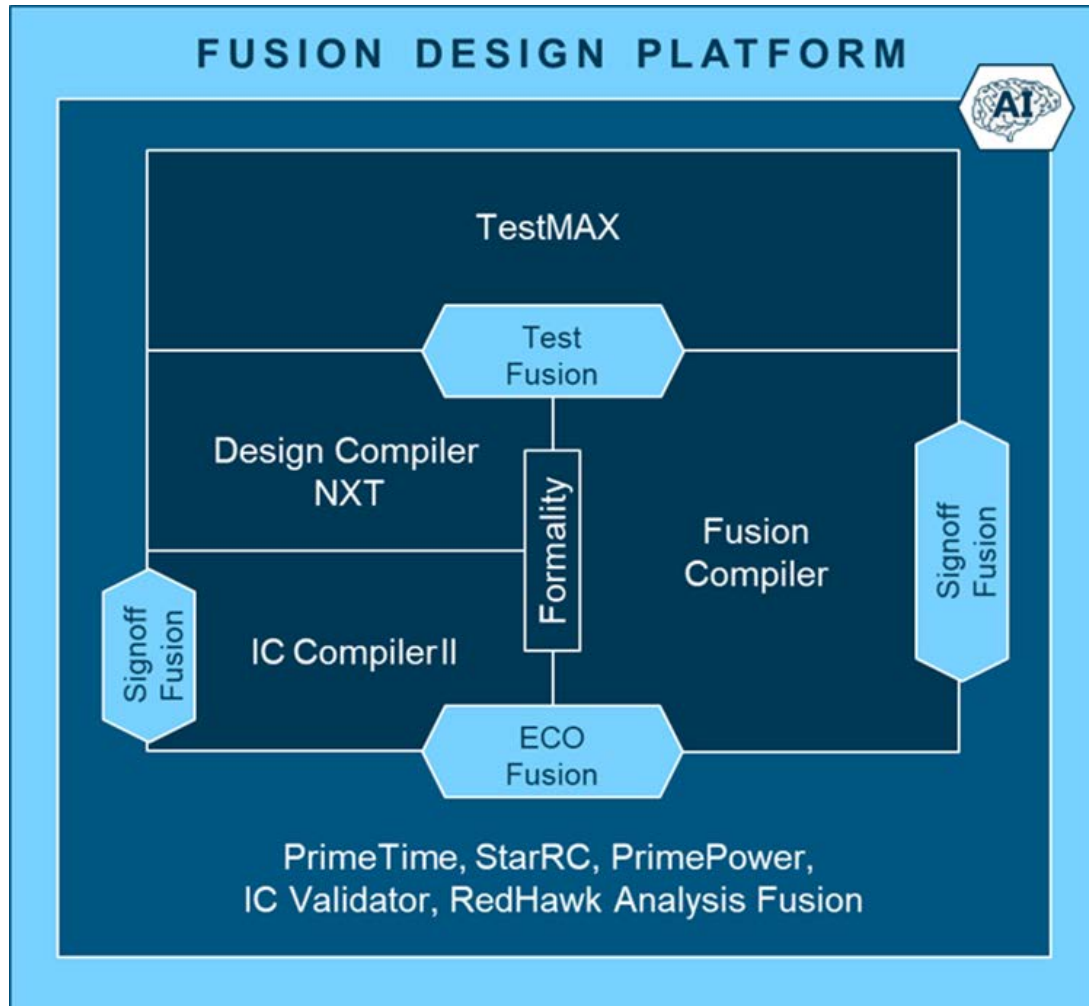 FUSION DESIGN PLATFORM
AI
TestMAX
Test
Fusion
Design Compiler
NXT
Formality
Fusion
Compiler
Signoff
Fusion
Signoff
Fusion
IC Compiler II
ECO
Fusion
PrimeTime, StarRC, PrimePower,
IC Validator, RedHawk Analysis Fusion